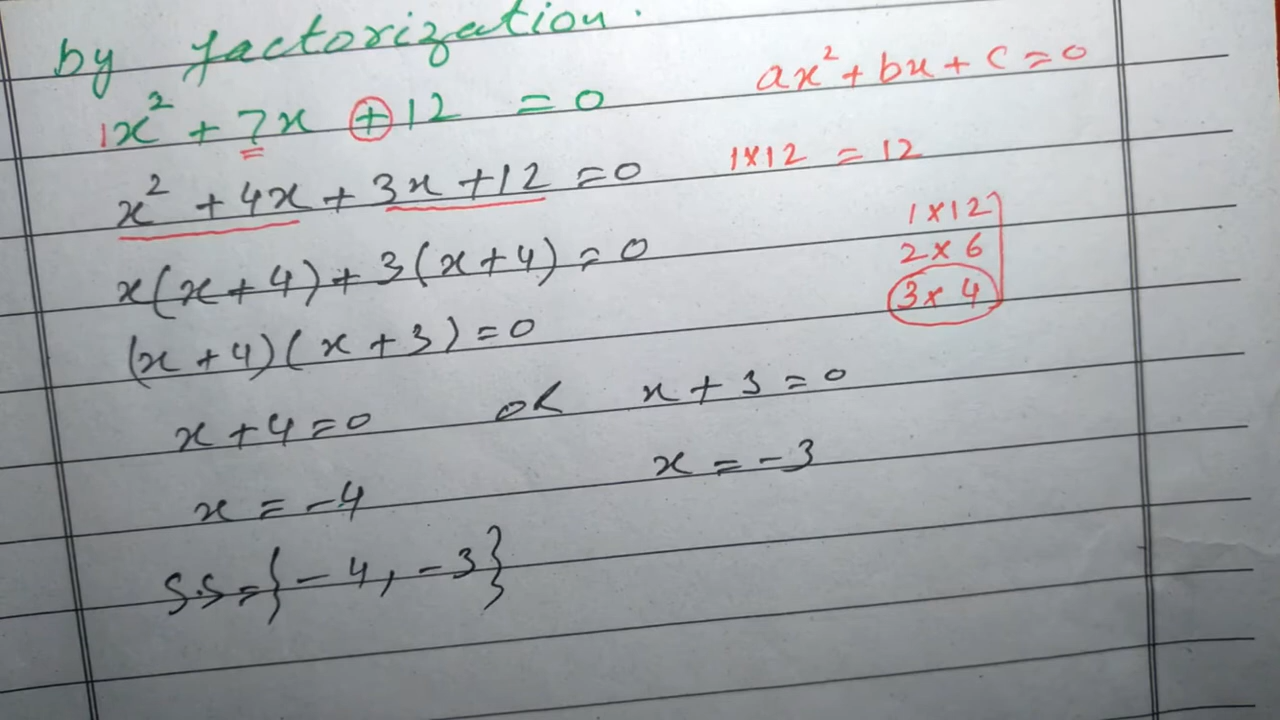 by factorization.
1x² + 7x + 12 = 0
ax² + bx + c = 0
x² + 4x + 3x + 12 = 0
1×12 = 12
1 × 12
2 × 6
3 × 4
x(x + 4) + 3(x + 4) = 0
(x + 4)(x + 3) = 0
x + 4 = 0 or x + 3 = 0
x = -4 x = -3
S.S = {-4, -3}